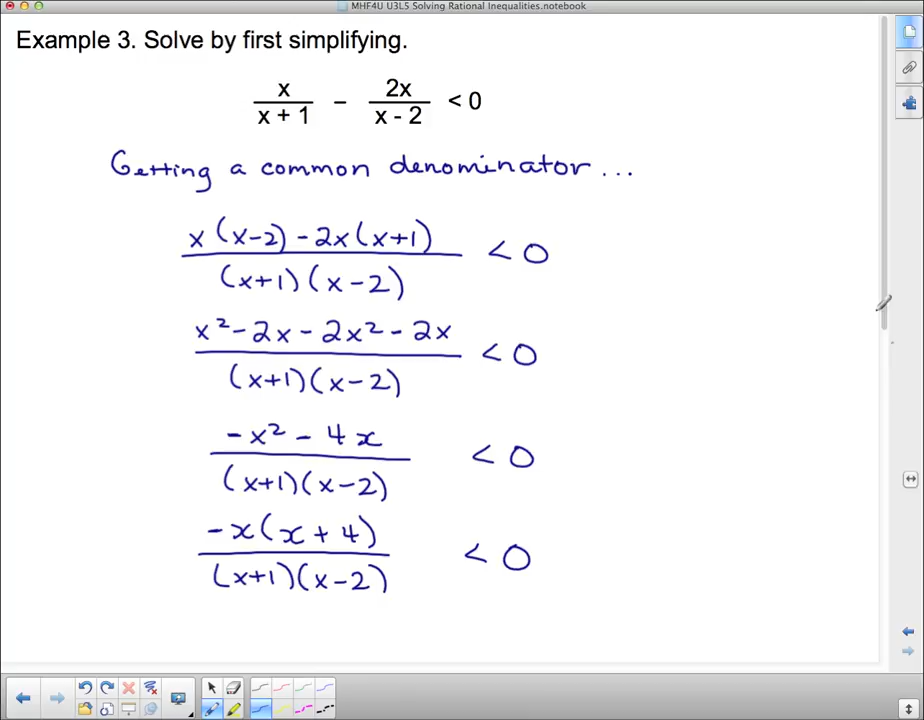 MHF4U U3L5 Solving Rational Inequalities.notebook
Example 3. Solve by first simplifying.
x/(x + 1) - 2x/(x - 2) < 0
Getting a common denominator...
(x(x-2) - 2x(x+1))/((x+1)(x-2)) < 0
(x² - 2x - 2x² - 2x)/((x+1)(x-2)) < 0
(-x² - 4x)/((x+1)(x-2)) < 0
(-x(x+4))/((x+1)(x-2)) < 0